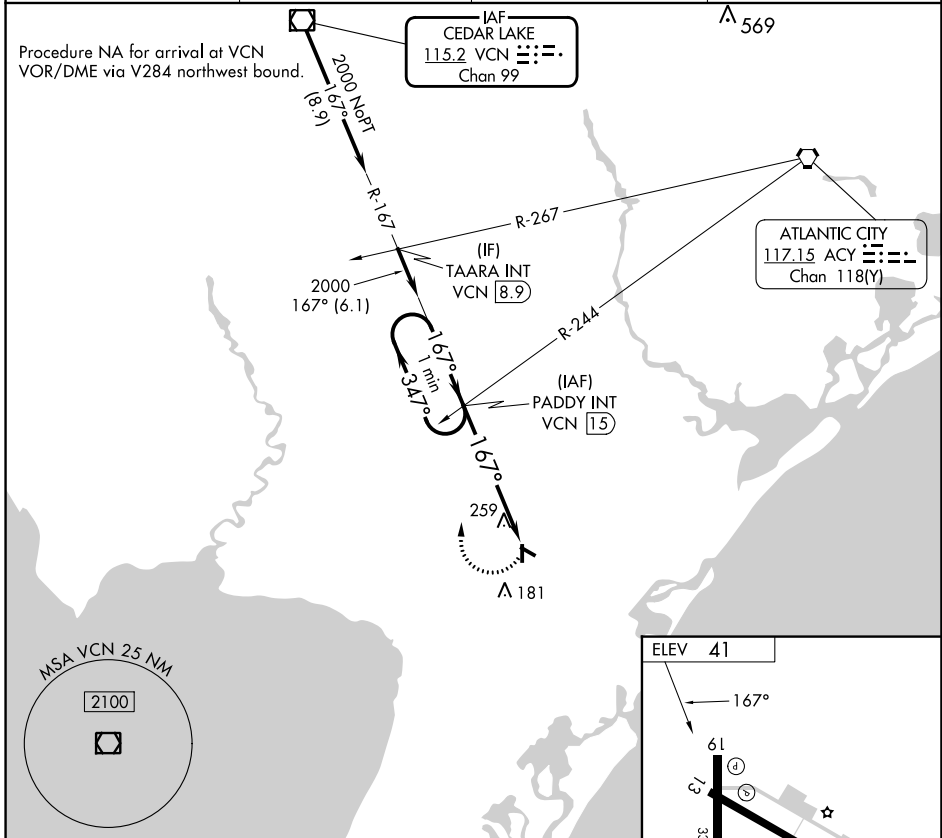 Procedure NA for arrival at VCN
VOR/DME via V284 northwest bound.
IAF
CEDAR LAKE
115.2 VCN
Chan 99
569
2000 NoPT
167°
(8.9)
R-167
R-267
ATLANTIC CITY
117.15 ACY
Chan 118(Y)
(IF)
TAARA INT
VCN 8.9
2000
167° (6.1)
R-244
167°
1 min
347°
(IAF)
PADDY INT
VCN 15
167°
259
181
MSA VCN 25 NM
2100
ELEV 41
167°
19
P
13
P